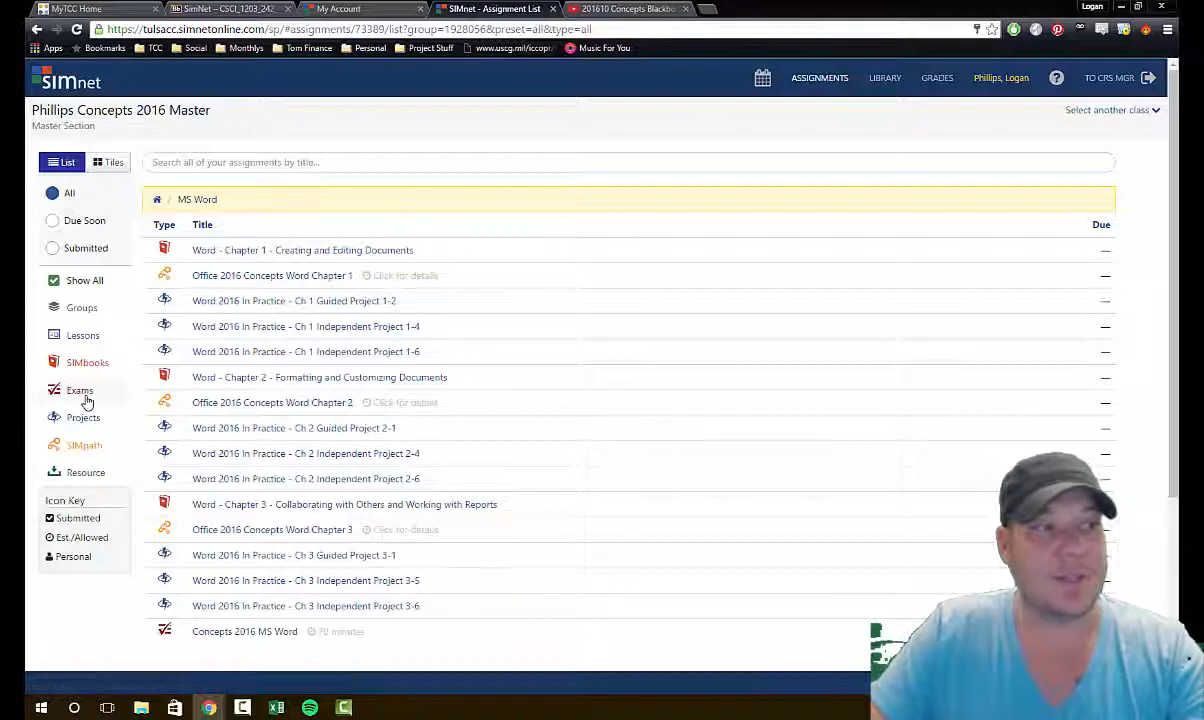 MyTCC Home
SimNet – CSCI_1203_242_
My Account
SIMnet - Assignment List
201610 Concepts Blackbo
Logan
https://tulsacc.simnetonline.com/sp/#assignments/73389/list?group=1928056&preset=all&type=all
Apps Bookmarks TCC Social Monthlys Tom Finance Personal Project Stuff www.uscg.mil/iccopr/ Music For You
SIMnet
ASSIGNMENTS LIBRARY GRADES Phillips, Logan ? TO CRS MGR
Phillips Concepts 2016 Master
Select another class
Master Section
List Tiles
Search all of your assignments by title...
All
Due Soon
Submitted
Show All
Groups
Lessons
SIMbooks
Exams
Projects
SIMpath
Resource
Icon Key
Submitted
Est./Allowed
Personal
/ MS Word
Type Title Due
Word - Chapter 1 - Creating and Editing Documents —
Office 2016 Concepts Word Chapter 1 Click for details —
Word 2016 In Practice - Ch 1 Guided Project 1-2 —
Word 2016 In Practice - Ch 1 Independent Project 1-4 —
Word 2016 In Practice - Ch 1 Independent Project 1-6 —
Word - Chapter 2 - Formatting and Customizing Documents —
Office 2016 Concepts Word Chapter 2 Click for details —
Word 2016 In Practice - Ch 2 Guided Project 2-1 —
Word 2016 In Practice - Ch 2 Independent Project 2-4 —
Word 2016 In Practice - Ch 2 Independent Project 2-6
Word - Chapter 3 - Collaborating with Others and Working with Reports
Office 2016 Concepts Word Chapter 3 Click for details
Word 2016 In Practice - Ch 3 Guided Project 3-1
Word 2016 In Practice - Ch 3 Independent Project 3-5
Word 2016 In Practice - Ch 3 Independent Project 3-6
Concepts 2016 MS Word 70 minutes